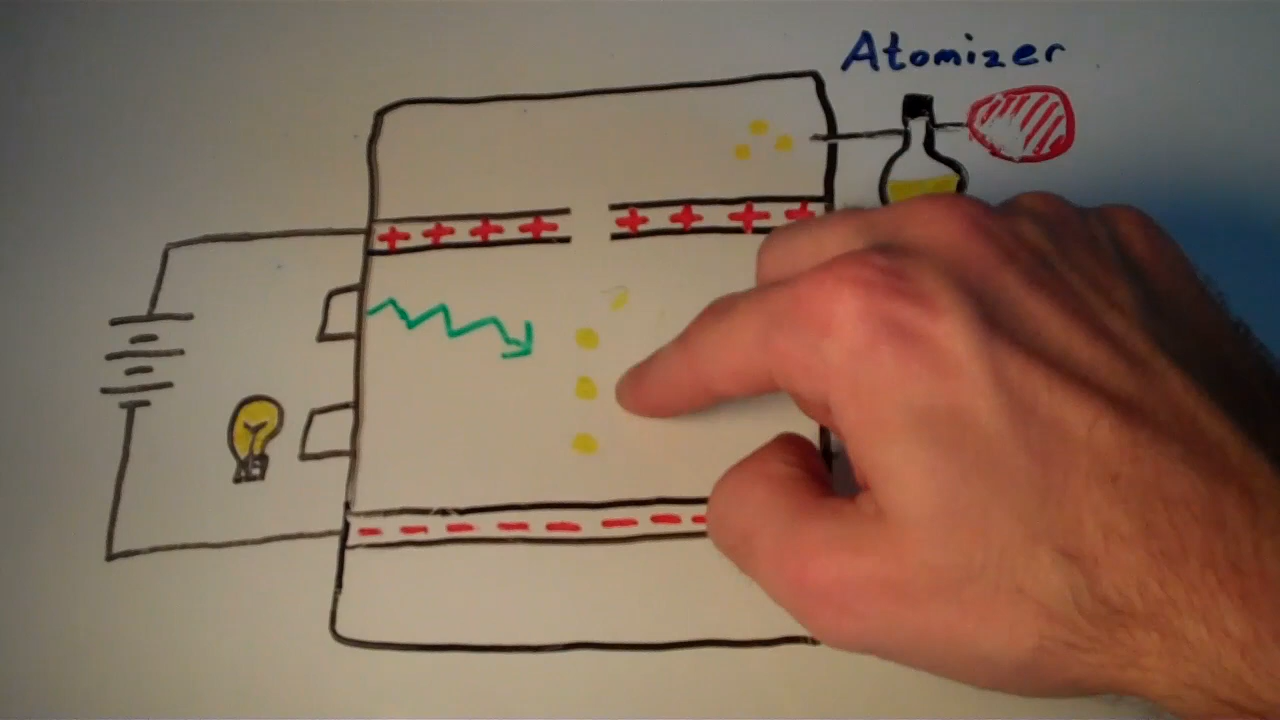 Atomizer
+ + + + + + + +
- - - - - - - -